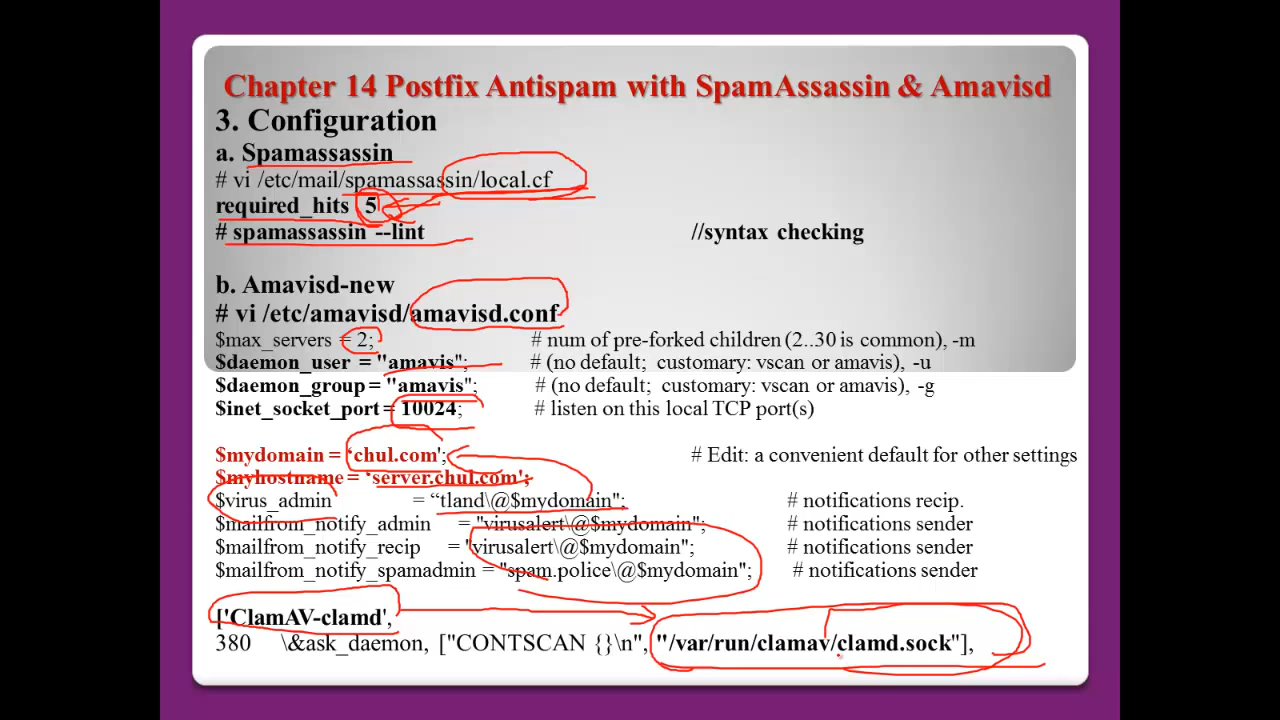 Chapter 14 Postfix Antispam with SpamAssassin & Amavisd
3. Configuration
a. Spamassassin
# vi /etc/mail/spamassassin/local.cf
required_hits 5
# spamassassin --lint //syntax checking
b. Amavisd-new
# vi /etc/amavisd/amavisd.conf
$max_servers = 2; # num of pre-forked children (2..30 is common), -m
$daemon_user = "amavis"; # (no default; customary: vscan or amavis), -u
$daemon_group = "amavis"; # (no default; customary: vscan or amavis), -g
$inet_socket_port = 10024; # listen on this local TCP port(s)
$mydomain = ‘chul.com'; # Edit: a convenient default for other settings
$myhostname = ‘server.chul.com';
$virus_admin = “tland\@$mydomain"; # notifications recip.
$mailfrom_notify_admin = "virusalert\@$mydomain"; # notifications sender
$mailfrom_notify_recip = "virusalert\@$mydomain"; # notifications sender
$mailfrom_notify_spamadmin = "spam.police\@$mydomain"; # notifications sender
['ClamAV-clamd',
380 \&ask_daemon, ["CONTSCAN {}\n", "/var/run/clamav/clamd.sock"],